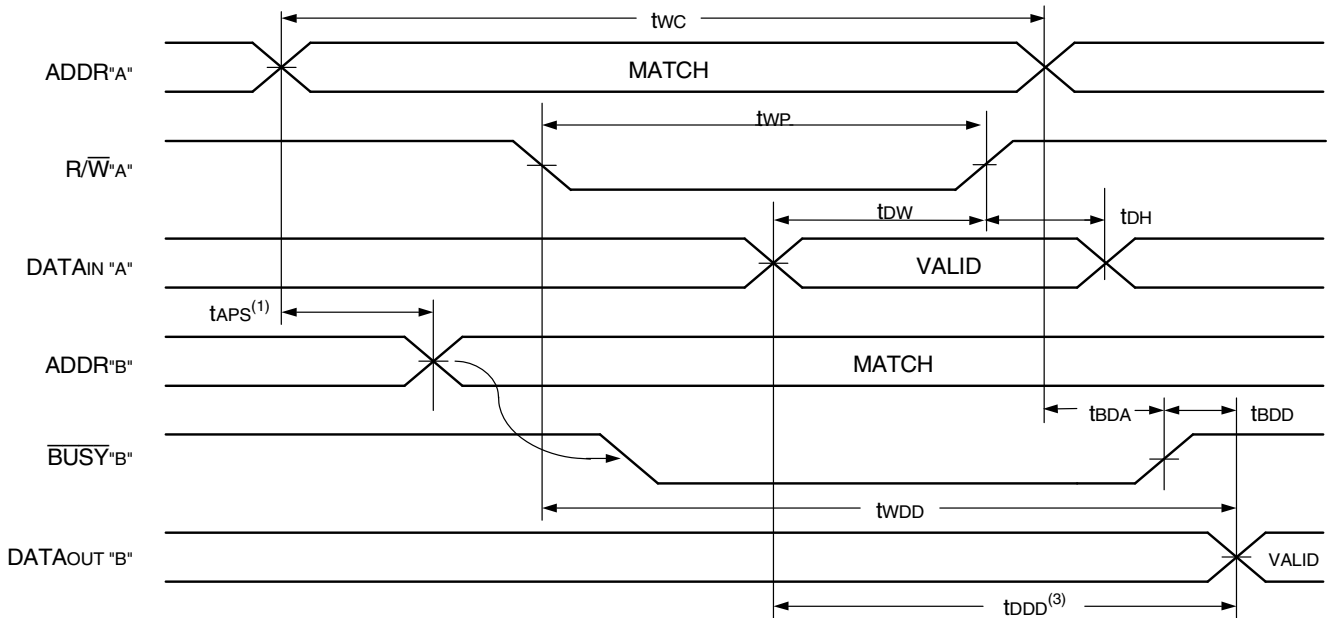 tWC
ADDR"A" MATCH
tWP
R/W"A"
tDW tDH
DATAIN "A" VALID
tAPS(1)
ADDR"B" MATCH
tBDA tBDD
BUSY"B"
tWDD
DATAOUT "B" VALID
tDDD(3)